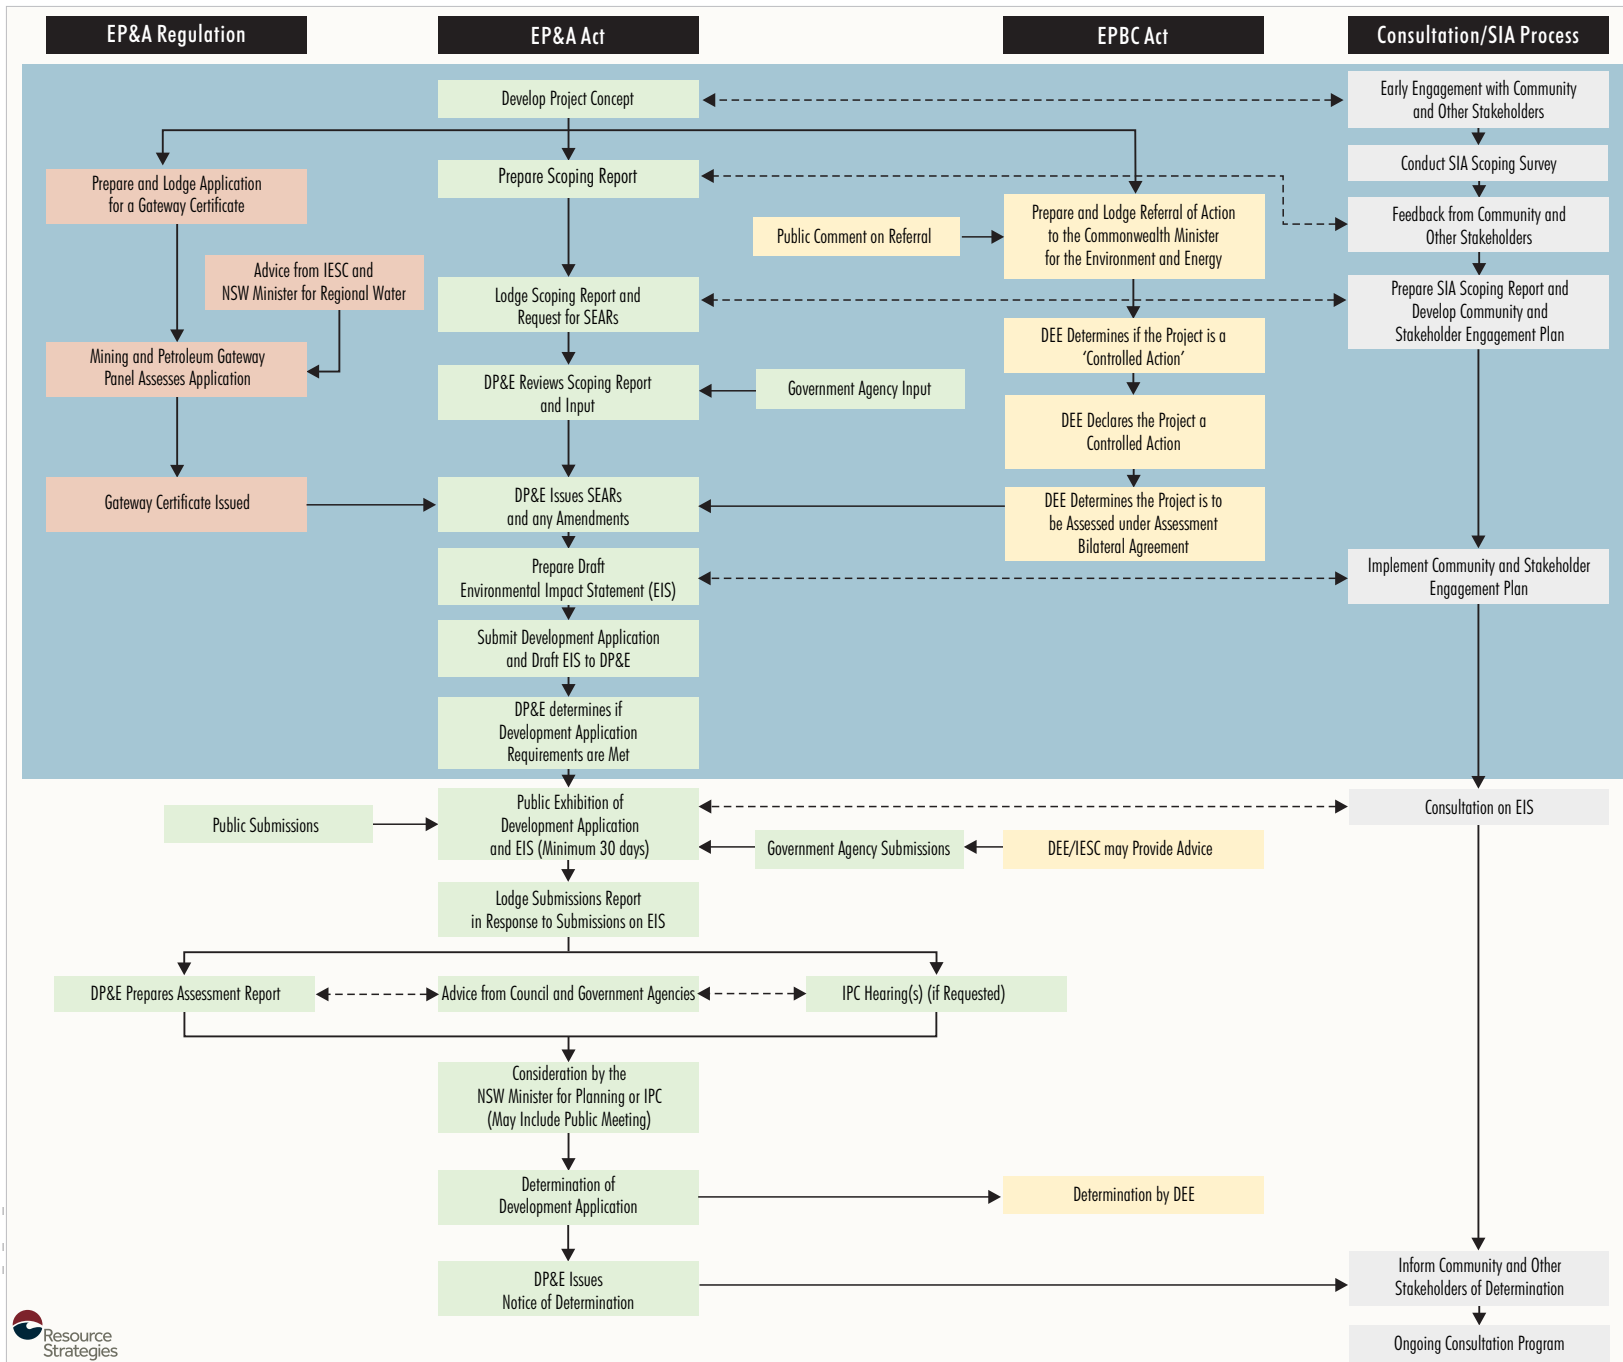 EP&A Regulation
EP&A Act
EPBC Act
Consultation/SIA Process
Develop Project Concept
Early Engagement with Community
and Other Stakeholders
Conduct SIA Scoping Survey
Prepare and Lodge Application
for a Gateway Certificate
Prepare Scoping Report
Public Comment on Referral
Prepare and Lodge Referral of Action
to the Commonwealth Minister
for the Environment and Energy
Feedback from Community and
Other Stakeholders
Advice from IESC and
NSW Minister for Regional Water
Lodge Scoping Report and
Request for SEARs
Prepare SIA Scoping Report and
Develop Community and
Stakeholder Engagement Plan
DEE Determines if the Project is a
‘Controlled Action’
Mining and Petroleum Gateway
Panel Assesses Application
DP&E Reviews Scoping Report
and Input
Government Agency Input
DEE Declares the Project a
Controlled Action
Gateway Certificate Issued
DP&E Issues SEARs
and any Amendments
DEE Determines the Project is to
be Assessed under Assessment
Bilateral Agreement
Prepare Draft
Environmental Impact Statement (EIS)
Implement Community and Stakeholder
Engagement Plan
Submit Development Application
and Draft EIS to DP&E
DP&E determines if
Development Application
Requirements are Met
Public Submissions
Public Exhibition of
Development Application
and EIS (Minimum 30 days)
Government Agency Submissions
DEE/IESC may Provide Advice
Consultation on EIS
Lodge Submissions Report
in Response to Submissions on EIS
DP&E Prepares Assessment Report
Advice from Council and Government Agencies
IPC Hearing(s) (if Requested)
Consideration by the
NSW Minister for Planning or IPC
(May Include Public Meeting)
Determination of
Development Application
Determination by DEE
DP&E Issues
Notice of Determination
Inform Community and Other
Stakeholders of Determination
Ongoing Consultation Program
Resource
Strategies